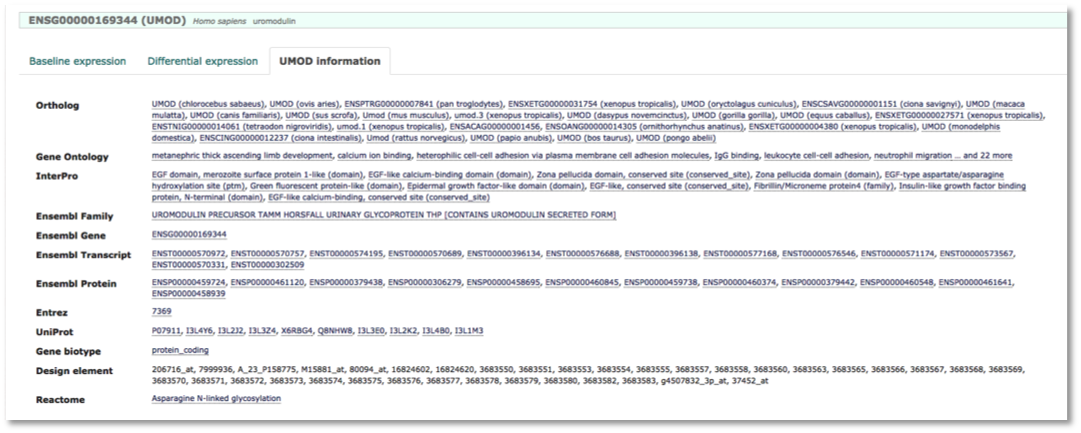 ENSG00000169344 (UMOD) Homo sapiens uromodulin
Baseline expression Differential expression UMOD information
Ortholog UMOD (chlorocebus sabaeus), UMOD (ovis aries), ENSPTRG00000007841 (pan troglodytes), ENSXETG00000031754 (xenopus tropicalis), UMOD (oryctolagus cuniculus), ENSCSAVG00000001151 (ciona savignyi), UMOD (macaca
mulatta), UMOD (canis familiaris), UMOD (sus scrofa), Umod (mus musculus), umod.3 (xenopus tropicalis), UMOD (dasypus novemcinctus), UMOD (gorilla gorilla), UMOD (equus caballus), ENSXETG00000027571 (xenopus tropicalis),
ENSTNIG00000014061 (tetraodon nigroviridis), umod.1 (xenopus tropicalis), ENSACAG00000001456, ENSOANG00000014305 (ornithorhynchus anatinus), ENSXETG00000004380 (xenopus tropicalis), UMOD (monodelphis
domestica), ENSCING00000012237 (ciona intestinalis), Umod (rattus norvegicus), UMOD (papio anubis), UMOD (bos taurus), UMOD (pongo abelii)
Gene Ontology metanephric thick ascending limb development, calcium ion binding, heterophilic cell-cell adhesion via plasma membrane cell adhesion molecules, IgG binding, leukocyte cell-cell adhesion, neutrophil migration ... and 22 more
InterPro EGF domain, merozoite surface protein 1-like (domain), EGF-like calcium-binding domain (domain), Zona pellucida domain, conserved site (conserved_site), Zona pellucida domain (domain), EGF-type aspartate/asparagine
hydroxylation site (ptm), Green fluorescent protein-like (domain), Epidermal growth factor-like domain (domain), EGF-like, conserved site (conserved_site), Fibrillin/Microneme protein4 (family), Insulin-like growth factor binding
protein, N-terminal (domain), EGF-like calcium-binding, conserved site (conserved_site)
Ensembl Family UROMODULIN PRECURSOR TAMM HORSFALL URINARY GLYCOPROTEIN THP [CONTAINS UROMODULIN SECRETED FORM]
Ensembl Gene ENSG00000169344
Ensembl Transcript ENST00000570972, ENST00000570757, ENST00000574195, ENST00000570689, ENST00000396134, ENST00000576688, ENST00000396138, ENST00000577168, ENST00000576546, ENST00000571174, ENST00000573567,
ENST00000570331, ENST00000302509
Ensembl Protein ENSP00000459724, ENSP00000461120, ENSP00000379438, ENSP00000306279, ENSP00000458695, ENSP00000460845, ENSP00000459738, ENSP00000460374, ENSP00000379442, ENSP00000460548, ENSP00000461641,
ENSP00000458939
Entrez 7369
UniProt P07911, I3L4Y6, I3L2J2, I3L3Z4, X6RBG4, Q8NHW8, I3L3E0, I3L2K2, I3L4B0, I3L1M3
Gene biotype protein_coding
Design element 206716_at, 7999936, A_23_P158775, M15881_at, 80094_at, 16824602, 16824620, 3683550, 3683551, 3683553, 3683554, 3683555, 3683557, 3683558, 3683560, 3683563, 3683565, 3683566, 3683567, 3683568, 3683569,
3683570, 3683571, 3683572, 3683573, 3683574, 3683575, 3683576, 3683577, 3683578, 3683579, 3683580, 3683582, 3683583, g4507832_3p_at, 37452_at
Reactome Asparagine N-linked glycosylation